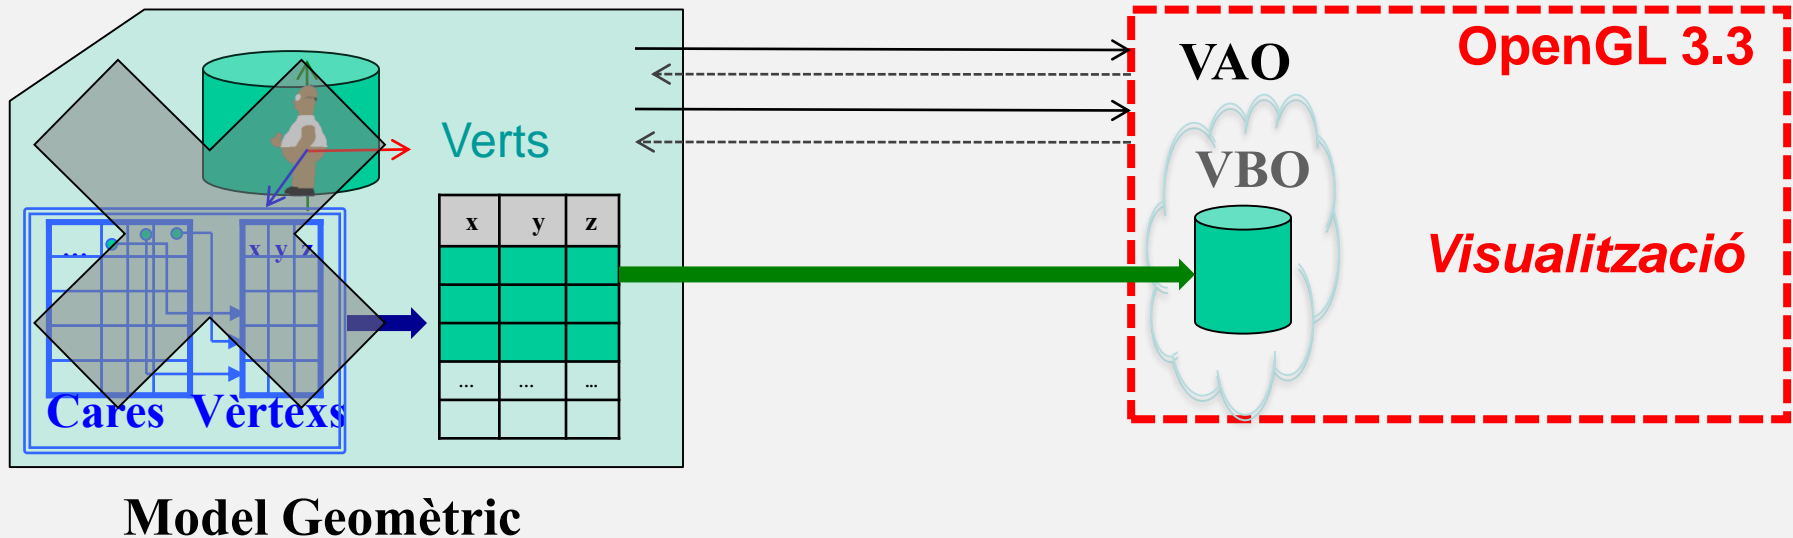 OpenGL 3.3
VAO
Verts
VBO
x y z
x y z
...
Visualització
... ... ...
Cares Vèrtexs
Model Geomètric